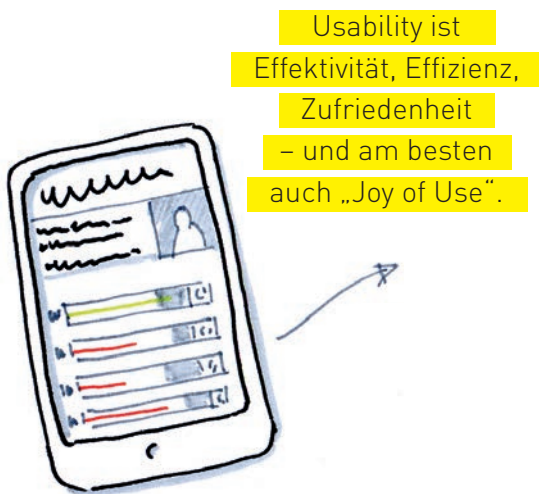 Usability ist
Effektivität, Effizienz,
Zufriedenheit
– und am besten
auch „Joy of Use“.